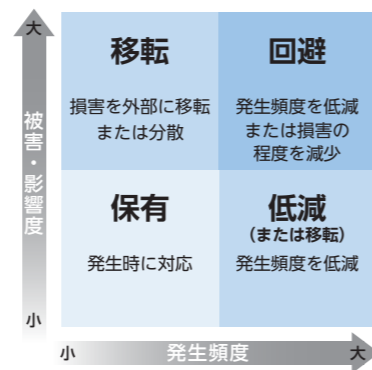 大
被害・影響度
小
移転
損害を外部に移転
または分散
回避
発生頻度を低減
または損害の
程度を減少
保有
発生時に対応
低減
(または移転)
発生頻度を低減
小
発生頻度
大